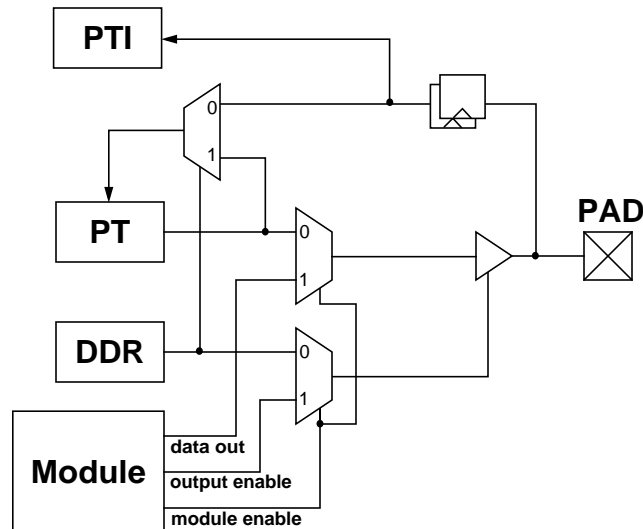 PTI
0
1
PT
PAD
0
1
DDR
0
1
Module
data out
output enable
module enable